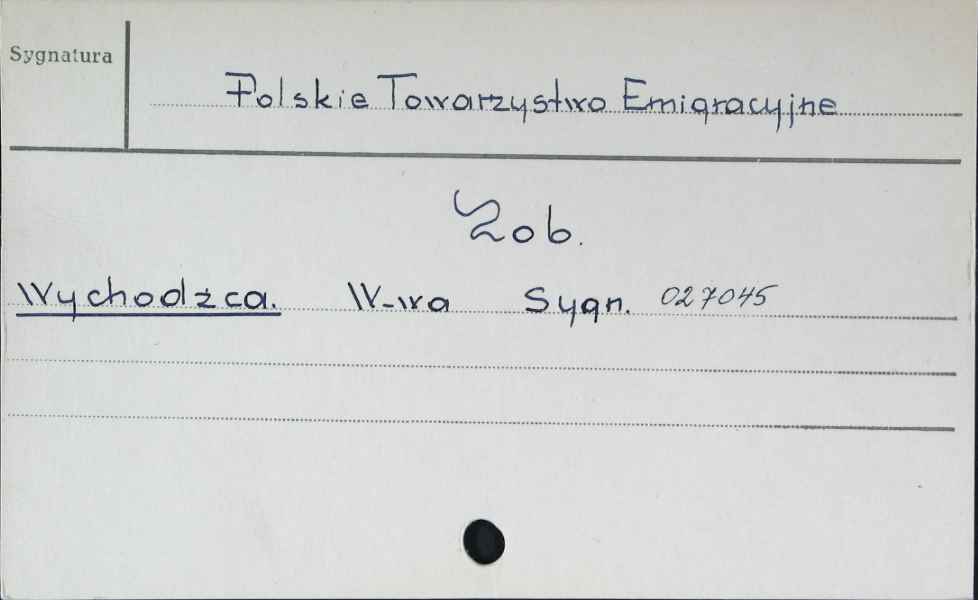 Sygnatura
Polskie Towarzystwo Emigracyjne
Zob.
Wychodźca. W-wa Sygn. 027045